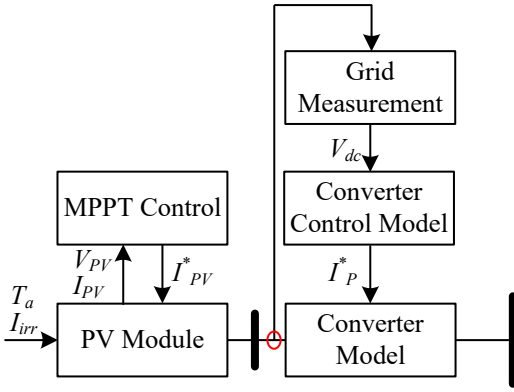 Grid
Measurement
V_dc
MPPT Control
Converter
Control Model
V_PV
I_PV
I*_PV
I*_P
T_a
I_irr
PV Module
Converter
Model